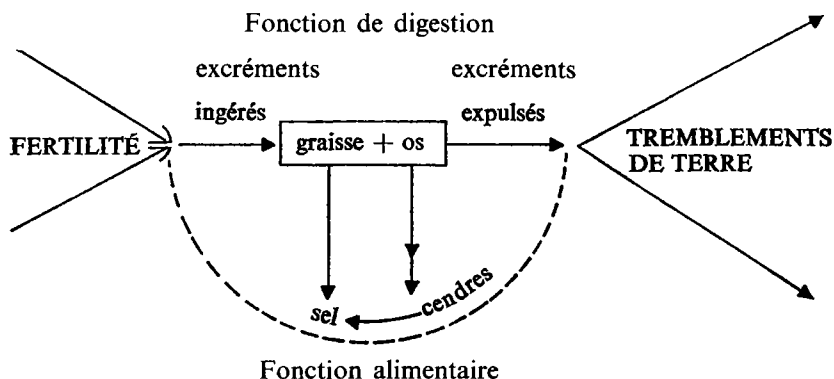 Fonction de digestion
excréments
ingérés
excréments
expulsés
FERTILITÉ =
graisse + os
TREMBLEMENTS
DE TERRE
sel
cendres
Fonction alimentaire